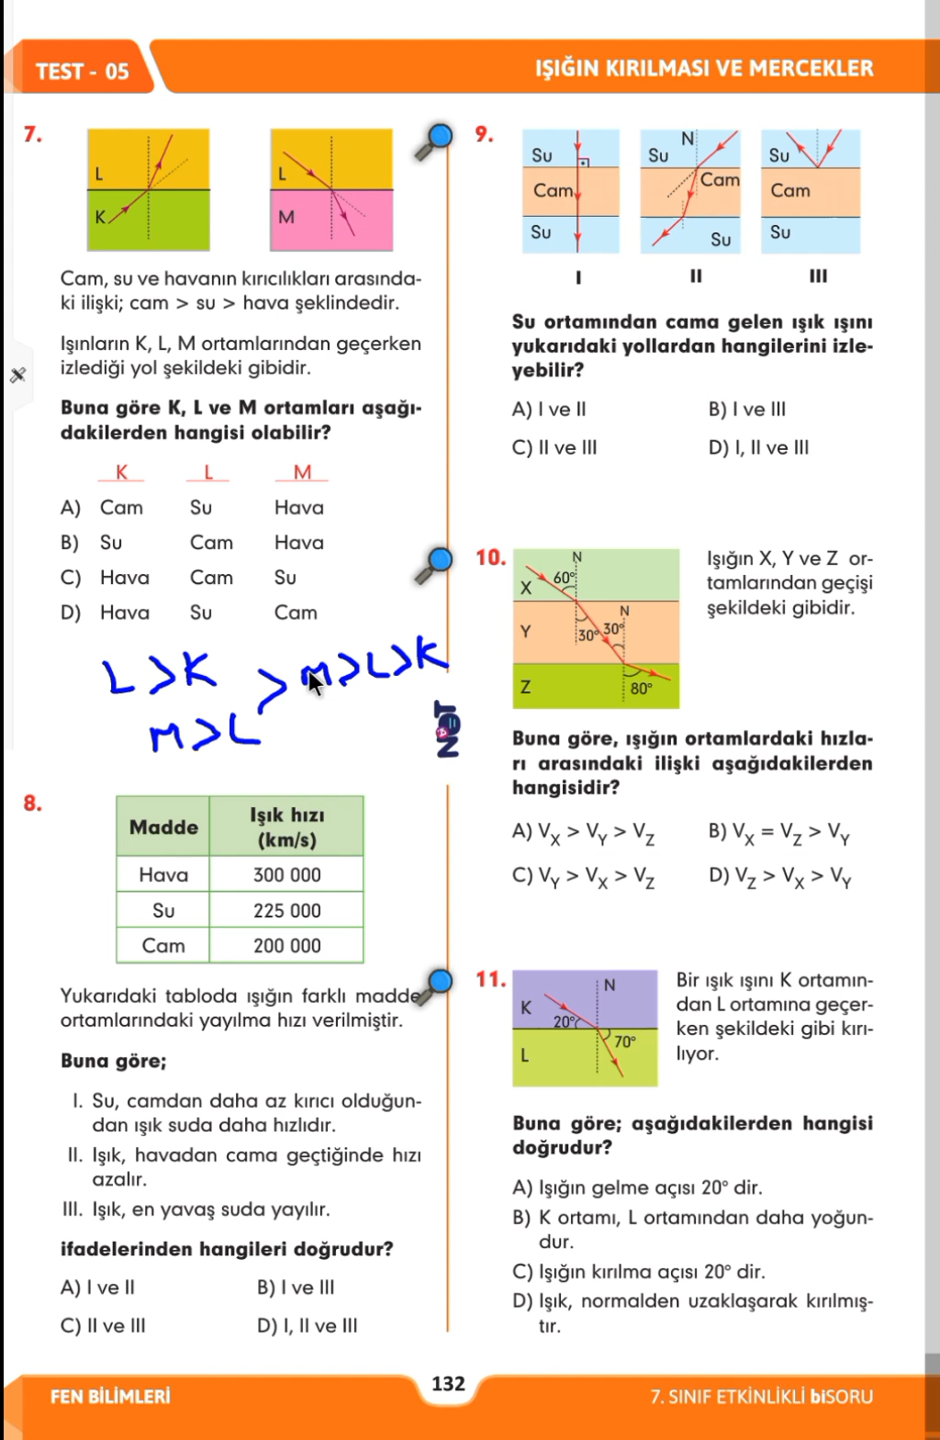 TEST - 05
IŞIĞIN KIRILMASI VE MERCEKLER
7.
L
K
L
M
Cam, su ve havanın kırıcılıkları arasında-
ki ilişki; cam > su > hava şeklindedir.
Işınların K, L, M ortamlarından geçerken
izlediği yol şekildeki gibidir.
Buna göre K, L ve M ortamları aşağı-
dakilerden hangisi olabilir?
K L M
A) Cam Su Hava
B) Su Cam Hava
C) Hava Cam Su
D) Hava Su Cam
L > K
M > L
> M > L > K
8.
Madde Işık hızı (km/s)
Hava 300 000
Su 225 000
Cam 200 000
Yukarıdaki tabloda ışığın farklı madde
ortamlarındaki yayılma hızı verilmiştir.
Buna göre;
I. Su, camdan daha az kırıcı olduğun-
dan ışık suda daha hızlıdır.
II. Işık, havadan cama geçtiğinde hızı
azalır.
III. Işık, en yavaş suda yayılır.
ifadelerinden hangileri doğrudur?
A) I ve II B) I ve III
C) II ve III D) I, II ve III
NOT
9.
Su
Cam
Su
N
Su
Cam
Su
Su
Cam
Su
I II III
Su ortamından cama gelen ışık ışını
yukarıdaki yollardan hangilerini izle-
yebilir?
A) I ve II B) I ve III
C) II ve III D) I, II ve III
10.
N
X 60°
Y 30° 30° N
Z 80°
Işığın X, Y ve Z or-
tamlarından geçişi
şekildeki gibidir.
Buna göre, ışığın ortamlardaki hızla-
rı arasındaki ilişki aşağıdakilerden
hangisidir?
A) VX > VY > VZ B) VX = VZ > VY
C) VY > VX > VZ D) VZ > VX > VY
11.
N
K
20°
L 70°
Bir ışık ışını K ortamın-
dan L ortamına geçer-
ken şekildeki gibi kırı-
lıyor.
Buna göre; aşağıdakilerden hangisi
doğrudur?
A) Işığın gelme açısı 20° dir.
B) K ortamı, L ortamından daha yoğun-
dur.
C) Işığın kırılma açısı 20° dir.
D) Işık, normalden uzaklaşarak kırılmış-
tır.
FEN BİLİMLERİ
132
7. SINIF ETKİNLİKLİ biSORU